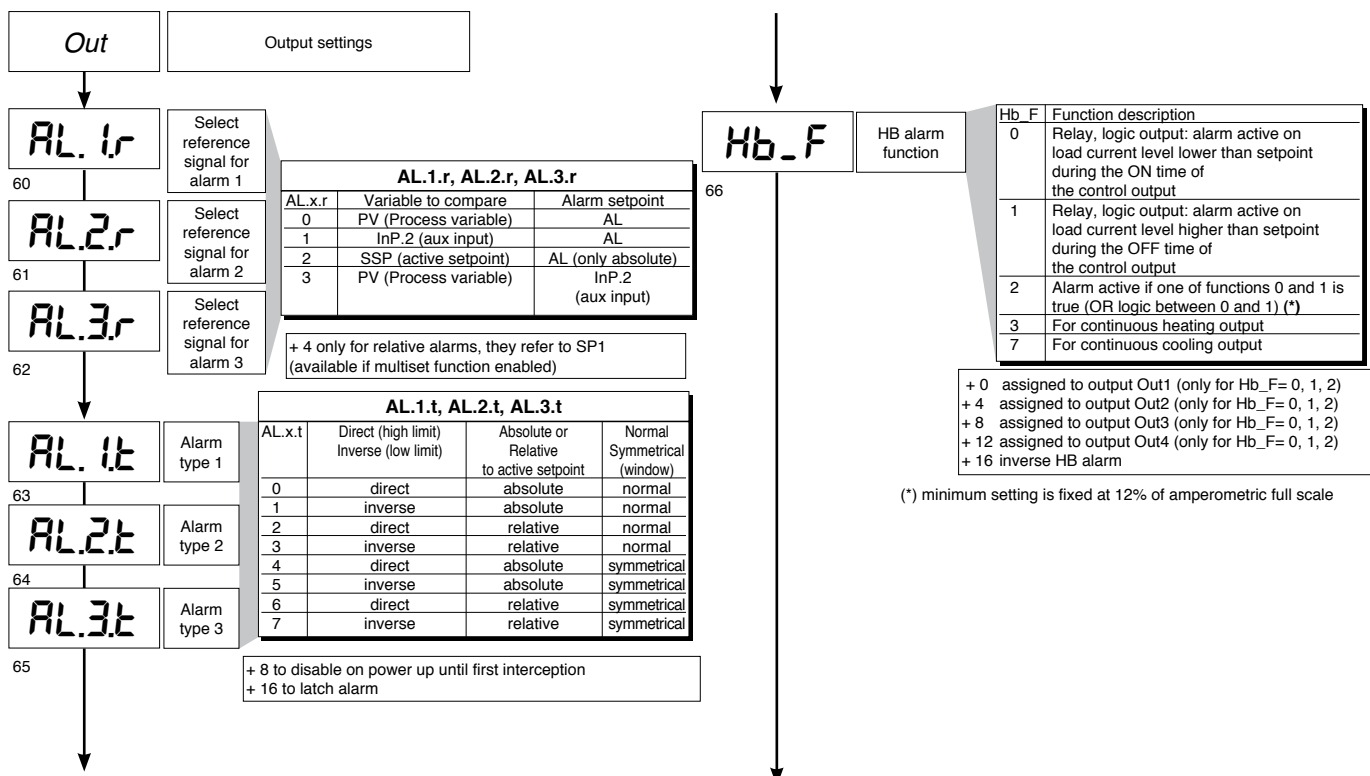 Out
Output settings
AL. 1.r
Select
reference
signal for
alarm 1
60
AL.2.r
Select
reference
signal for
alarm 2
61
AL.3.r
Select
reference
signal for
alarm 3
62
AL.1.r, AL.2.r, AL.3.r
AL.x.r Variable to compare Alarm setpoint
0 PV (Process variable) AL
1 InP.2 (aux input) AL
2 SSP (active setpoint) AL (only absolute)
3 PV (Process variable) InP.2
(aux input)
+ 4 only for relative alarms, they refer to SP1
(available if multiset function enabled)
AL. 1.t
Alarm
type 1
63
AL.2.t
Alarm
type 2
64
AL.3.t
Alarm
type 3
65
AL.1.t, AL.2.t, AL.3.t
AL.x.t Direct (high limit) Absolute or Normal
Inverse (low limit) Relative Symmetrical
to active setpoint (window)
0 direct absolute normal
1 inverse absolute normal
2 direct relative normal
3 inverse relative normal
4 direct absolute symmetrical
5 inverse absolute symmetrical
6 direct relative symmetrical
7 inverse relative symmetrical
+ 8 to disable on power up until first interception
+ 16 to latch alarm
Hb_F
HB alarm
function
66
Hb_F Function description
0 Relay, logic output: alarm active on
load current level lower than setpoint
during the ON time of
the control output
1 Relay, logic output: alarm active on
load current level higher than setpoint
during the OFF time of
the control output
2 Alarm active if one of functions 0 and 1 is
true (OR logic between 0 and 1) (*)
3 For continuous heating output
7 For continuous cooling output
+ 0 assigned to output Out1 (only for Hb_F= 0, 1, 2)
+ 4 assigned to output Out2 (only for Hb_F= 0, 1, 2)
+ 8 assigned to output Out3 (only for Hb_F= 0, 1, 2)
+ 12 assigned to output Out4 (only for Hb_F= 0, 1, 2)
+ 16 inverse HB alarm
(*) minimum setting is fixed at 12% of amperometric full scale